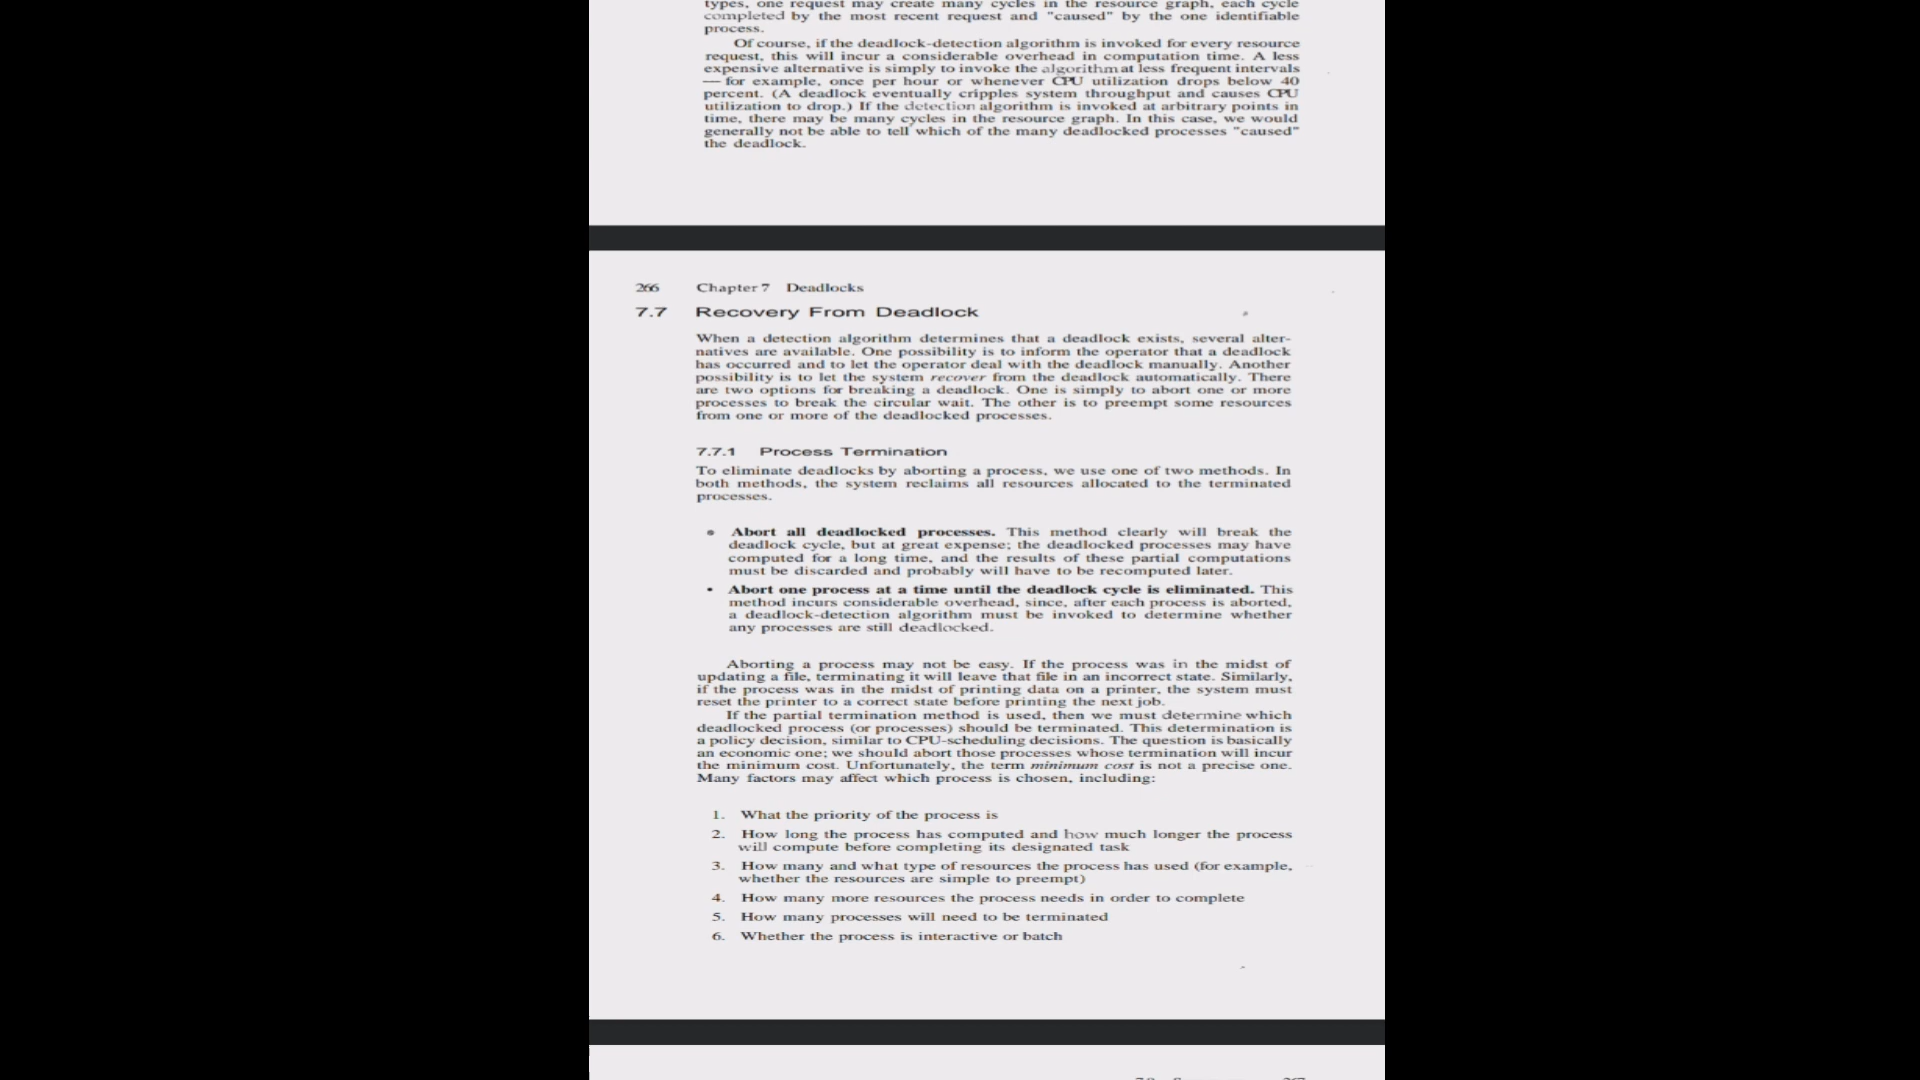 types, one request may create many cycles in the resource graph, each cycle
completed by the most recent request and "caused" by the one identifiable
process.
Of course, if the deadlock-detection algorithm is invoked for every resource
request, this will incur a considerable overhead in computation time. A less
expensive alternative is simply to invoke the algorithm at less frequent intervals
— for example, once per hour or whenever CPU utilization drops below 40
percent. (A deadlock eventually cripples system throughput and causes CPU
utilization to drop.) If the detection algorithm is invoked at arbitrary points in
time, there may be many cycles in the resource graph. In this case, we would
generally not be able to tell which of the many deadlocked processes "caused"
the deadlock.
266 Chapter 7 Deadlocks
7.7 Recovery From Deadlock
When a detection algorithm determines that a deadlock exists, several alter-
natives are available. One possibility is to inform the operator that a deadlock
has occurred and to let the operator deal with the deadlock manually. Another
possibility is to let the system recover from the deadlock automatically. There
are two options for breaking a deadlock. One is simply to abort one or more
processes to break the circular wait. The other is to preempt some resources
from one or more of the deadlocked processes.
7.7.1 Process Termination
To eliminate deadlocks by aborting a process, we use one of two methods. In
both methods, the system reclaims all resources allocated to the terminated
processes.
• Abort all deadlocked processes. This method clearly will break the
deadlock cycle, but at great expense; the deadlocked processes may have
computed for a long time, and the results of these partial computations
must be discarded and probably will have to be recomputed later.
• Abort one process at a time until the deadlock cycle is eliminated. This
method incurs considerable overhead, since, after each process is aborted,
a deadlock-detection algorithm must be invoked to determine whether
any processes are still deadlocked.
Aborting a process may not be easy. If the process was in the midst of
updating a file, terminating it will leave that file in an incorrect state. Similarly,
if the process was in the midst of printing data on a printer, the system must
reset the printer to a correct state before printing the next job.
If the partial termination method is used, then we must determine which
deadlocked process (or processes) should be terminated. This determination is
a policy decision, similar to CPU-scheduling decisions. The question is basically
an economic one; we should abort those processes whose termination will incur
the minimum cost. Unfortunately, the term minimum cost is not a precise one.
Many factors may affect which process is chosen, including:
1. What the priority of the process is
2. How long the process has computed and how much longer the process
will compute before completing its designated task
3. How many and what type of resources the process has used (for example,
whether the resources are simple to preempt)
4. How many more resources the process needs in order to complete
5. How many processes will need to be terminated
6. Whether the process is interactive or batch